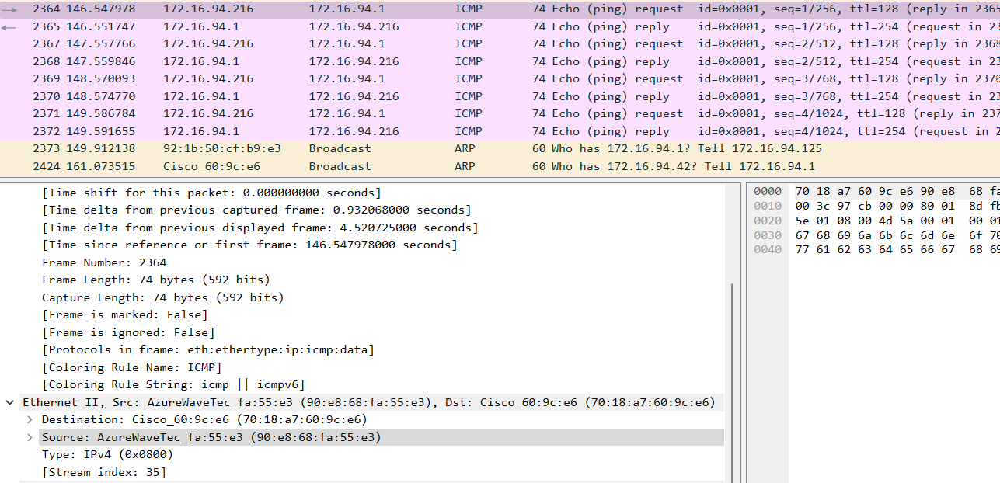 2364 146.547978 172.16.94.216 172.16.94.1 ICMP 74 Echo (ping) request id=0x0001, seq=1/256, ttl=128 (reply in 2365
2365 146.551747 172.16.94.1 172.16.94.216 ICMP 74 Echo (ping) reply id=0x0001, seq=1/256, ttl=254 (request in 23
2367 147.557766 172.16.94.216 172.16.94.1 ICMP 74 Echo (ping) request id=0x0001, seq=2/512, ttl=128 (reply in 2368
2368 147.559846 172.16.94.1 172.16.94.216 ICMP 74 Echo (ping) reply id=0x0001, seq=2/512, ttl=254 (request in 23
2369 148.570093 172.16.94.216 172.16.94.1 ICMP 74 Echo (ping) request id=0x0001, seq=3/768, ttl=128 (reply in 2370
2370 148.574770 172.16.94.1 172.16.94.216 ICMP 74 Echo (ping) reply id=0x0001, seq=3/768, ttl=254 (request in 23
2371 149.586784 172.16.94.216 172.16.94.1 ICMP 74 Echo (ping) request id=0x0001, seq=4/1024, ttl=128 (reply in 237
2372 149.591655 172.16.94.1 172.16.94.216 ICMP 74 Echo (ping) reply id=0x0001, seq=4/1024, ttl=254 (request in 2
2373 149.912138 92:1b:50:cf:b9:e3 Broadcast ARP 60 Who has 172.16.94.1? Tell 172.16.94.125
2424 161.073515 Cisco_60:9c:e6 Broadcast ARP 60 Who has 172.16.94.42? Tell 172.16.94.1
[Time shift for this packet: 0.000000000 seconds]
[Time delta from previous captured frame: 0.932068000 seconds]
[Time delta from previous displayed frame: 4.520725000 seconds]
[Time since reference or first frame: 146.547978000 seconds]
Frame Number: 2364
Frame Length: 74 bytes (592 bits)
Capture Length: 74 bytes (592 bits)
[Frame is marked: False]
[Frame is ignored: False]
[Protocols in frame: eth:ethertype:ip:icmp:data]
[Coloring Rule Name: ICMP]
[Coloring Rule String: icmp || icmpv6]
Ethernet II, Src: AzureWaveTec_fa:55:e3 (90:e8:68:fa:55:e3), Dst: Cisco_60:9c:e6 (70:18:a7:60:9c:e6)
Destination: Cisco_60:9c:e6 (70:18:a7:60:9c:e6)
Source: AzureWaveTec_fa:55:e3 (90:e8:68:fa:55:e3)
Type: IPv4 (0x0800)
[Stream index: 35]
0000 70 18 a7 60 9c e6 90 e8 68 fa
0010 00 3c 97 cb 00 00 80 01 8d fb
0020 5e 01 08 00 4d 5a 00 01 00 01
0030 67 68 69 6a 6b 6c 6d 6e 6f 70
0040 77 61 62 63 64 65 66 67 68 69